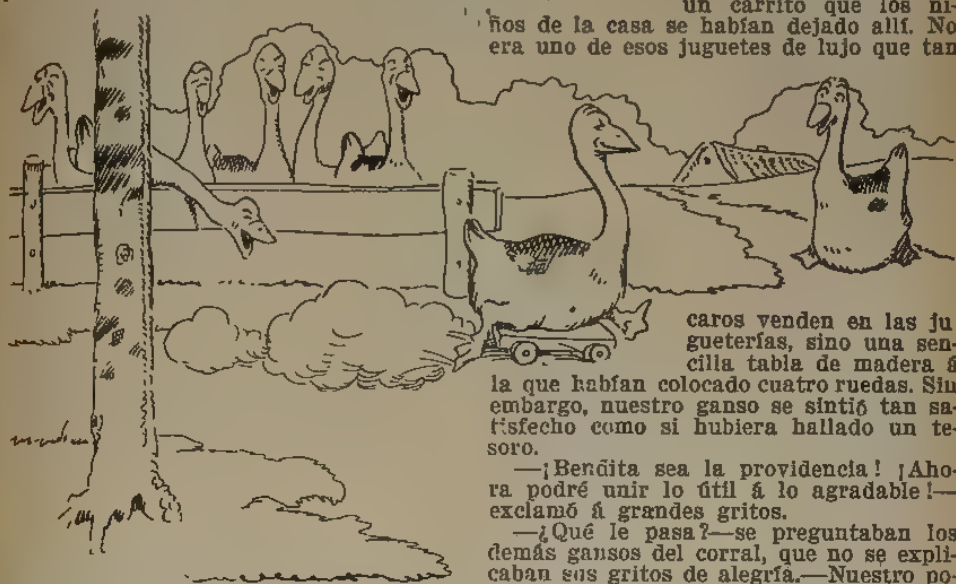 un carrito que los ni-
ños de la casa se habían dejado allí. No
era uno de esos juguetes de lujo que tan
caros venden en las ju
gueterías, sino una sen-
cilla tabla de madera á
la que habían colocado cuatro ruedas. Sin
embargo, nuestro ganso se sintió tan sa-
tisfecho como si hubiera hallado un te-
soro.
—¡Bendita sea la providencia! ¡Aho-
ra podré unir lo útil á lo agradable!—
exclamó á grandes gritos.
—¿Qué le pasa?—se preguntaban los
demás gansos del corral, que no se expli-
caban sus gritos de alegría.—Nuestro po-